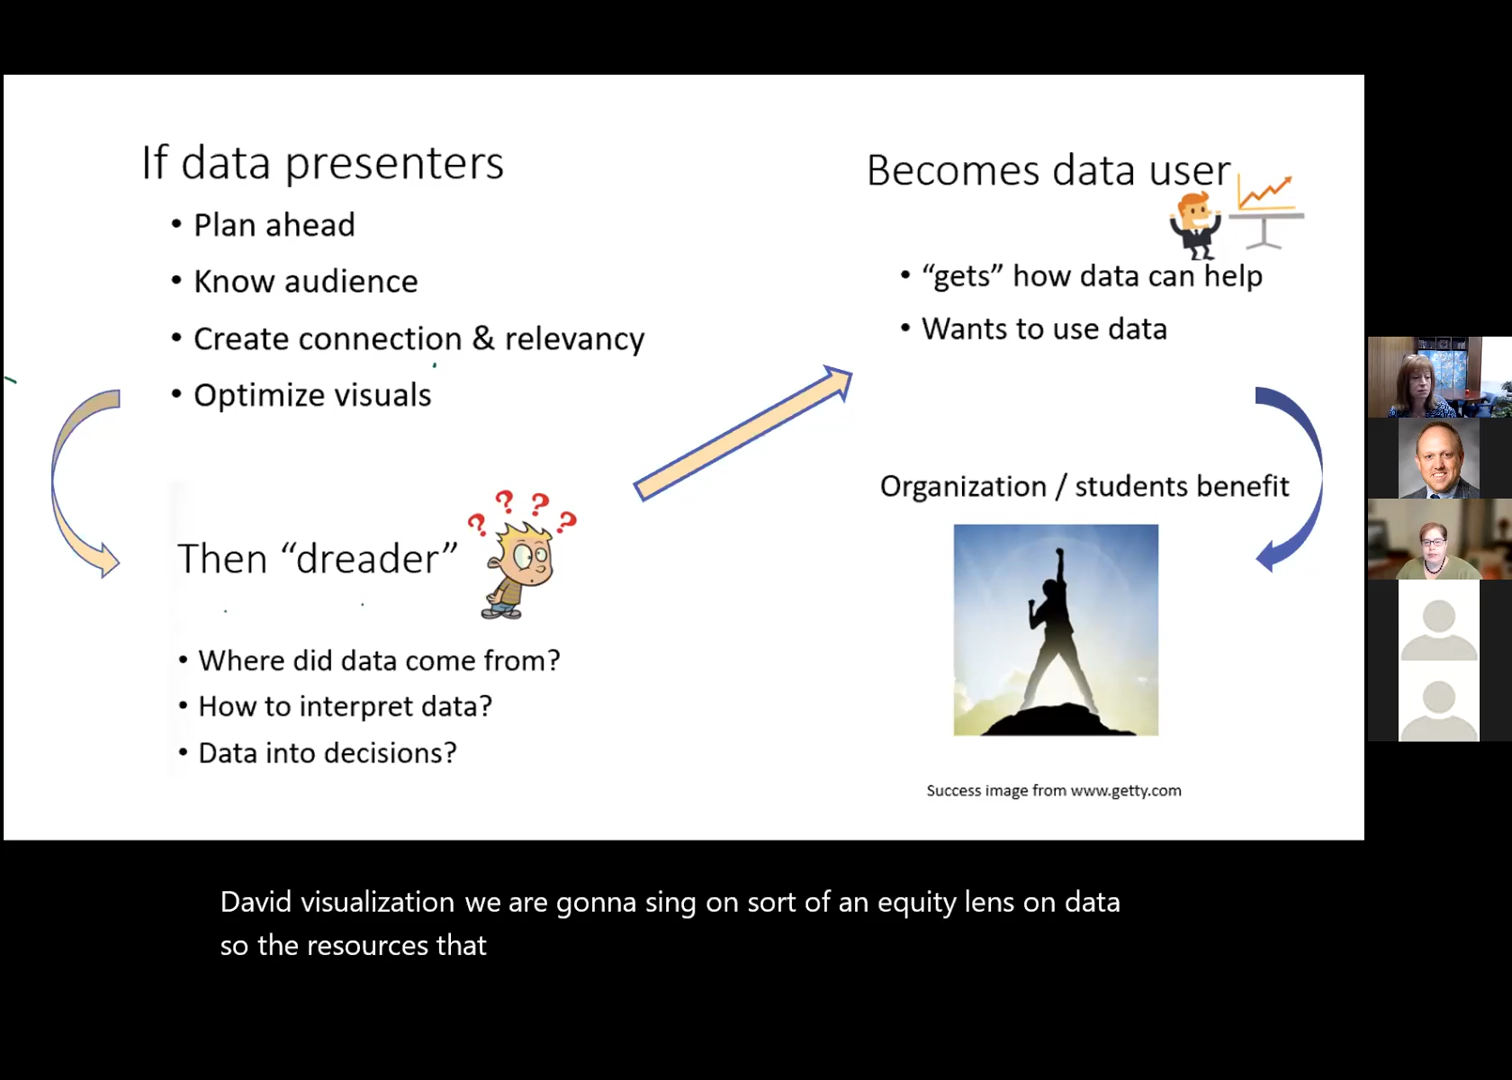 If data presenters
• Plan ahead
• Know audience
• Create connection & relevancy
• Optimize visuals
Then “dreader”
? ? ? ?
• Where did data come from?
• How to interpret data?
• Data into decisions?
Becomes data user
• “gets” how data can help
• Wants to use data
Organization / students benefit
Success image from www.getty.com
David visualization we are gonna sing on sort of an equity lens on data
so the resources that